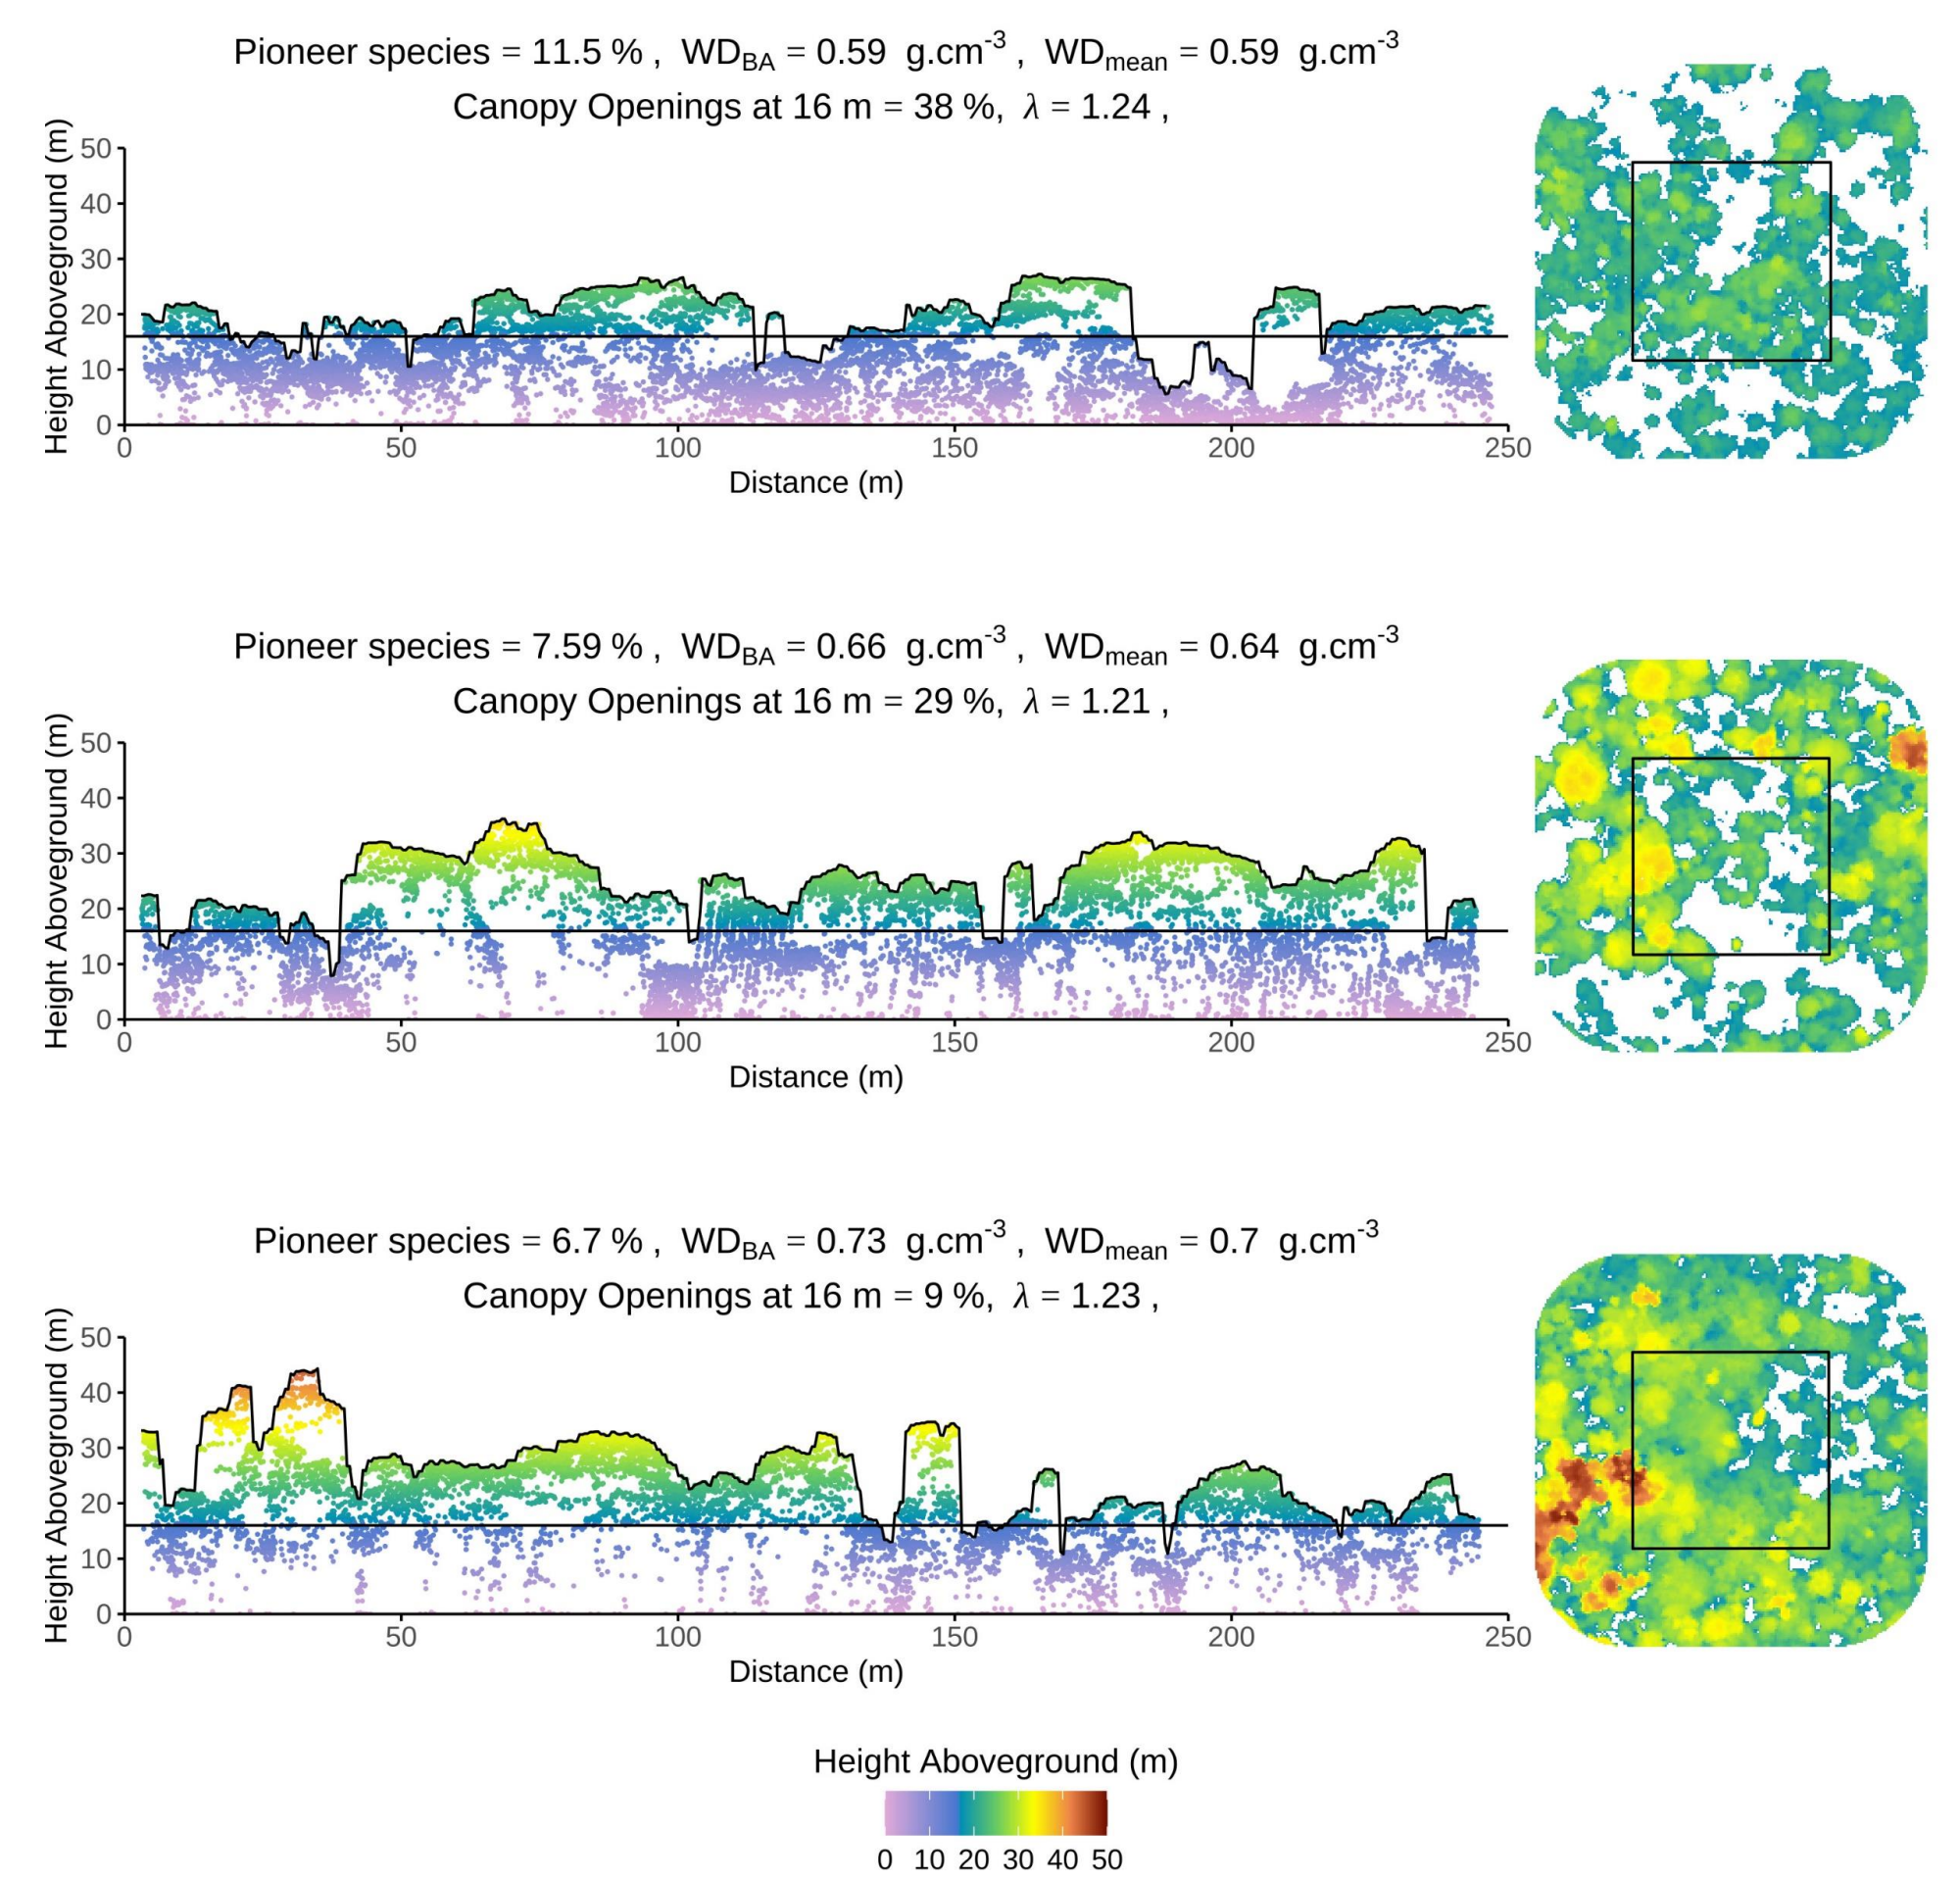 Pioneer species = 11.5 % ,  WD_BA = 0.59  g.cm^-3 ,  WD_mean = 0.59  g.cm^-3
Canopy Openings at 16 m = 38 %,  λ = 1.24 ,
Height Aboveground (m)
50
40
30
20
10
0
0 50 100 150 200 250
Distance (m)
Pioneer species = 7.59 % ,  WD_BA = 0.66  g.cm^-3 ,  WD_mean = 0.64  g.cm^-3
Canopy Openings at 16 m = 29 %,  λ = 1.21 ,
Height Aboveground (m)
50
40
30
20
10
0
0 50 100 150 200 250
Distance (m)
Pioneer species = 6.7 % ,  WD_BA = 0.73  g.cm^-3 ,  WD_mean = 0.7  g.cm^-3
Canopy Openings at 16 m = 9 %,  λ = 1.23 ,
Height Aboveground (m)
50
40
30
20
10
0
0 50 100 150 200 250
Distance (m)
Height Aboveground (m)
0 10 20 30 40 50